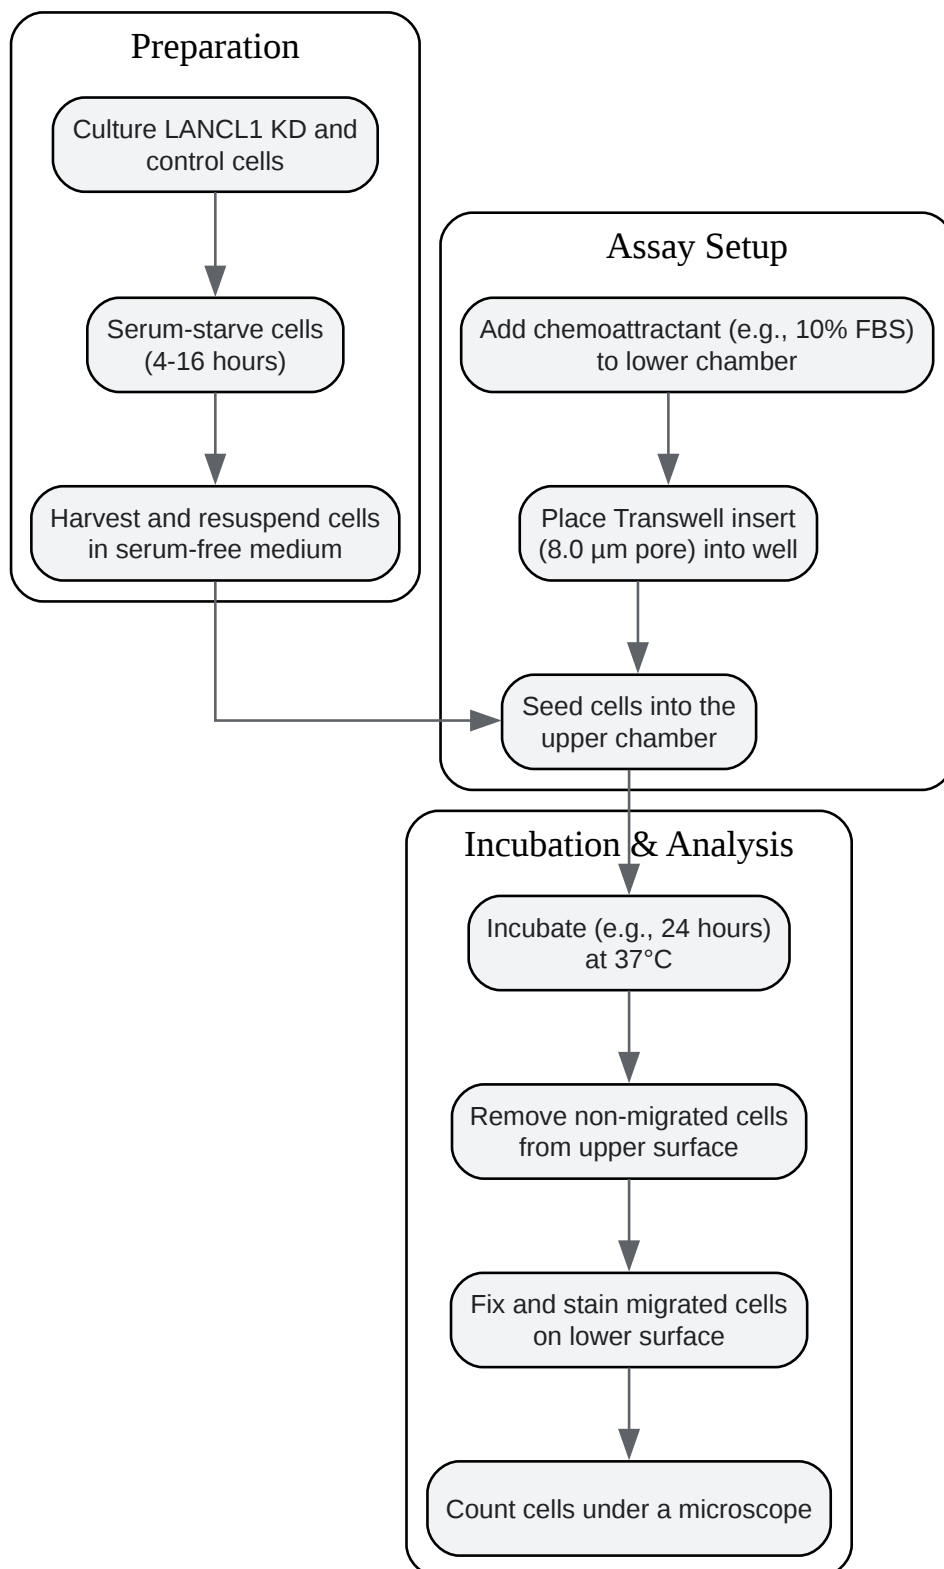 Preparation
Culture LANCL1 KD and
control cells
Serum-starve cells
(4-16 hours)
Harvest and resuspend cells
in serum-free medium
Assay Setup
Add chemoattractant (e.g., 10% FBS)
to lower chamber
Place Transwell insert
(8.0 µm pore) into well
Seed cells into the
upper chamber
Incubation & Analysis
Incubate (e.g., 24 hours)
at 37°C
Remove non-migrated cells
from upper surface
Fix and stain migrated cells
on lower surface
Count cells under a microscope